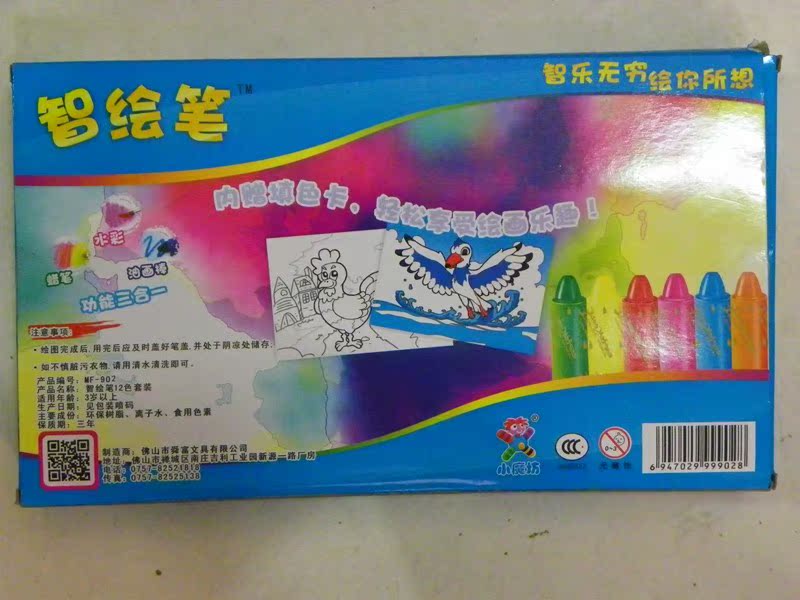 智绘笔™
智乐无穷 绘你所想
内赠填色卡，轻松享受绘画乐趣！
水彩
蜡笔
油画棒
功能三合一
注意事项:
• 绘图完成后,用完后应及时盖好笔盖,并处于阴凉处储存.
• 如不慎脏污衣物,请用清水清洗即可.
产品编号: MF-902
产品名称: 智绘笔12色套装
适用年龄: 3岁以上
生产日期: 见包装喷码
主要成份: 环保树脂、离子水、食用色素
保质期: 三年
制造商: 佛山市舜富文具有限公司
地址: 佛山市禅城区南庄吉利工业园新源一路厂房
电话: 0757-82521818
传真: 0757-82525138
小魔坊®
CCC
0-3
6947029999028